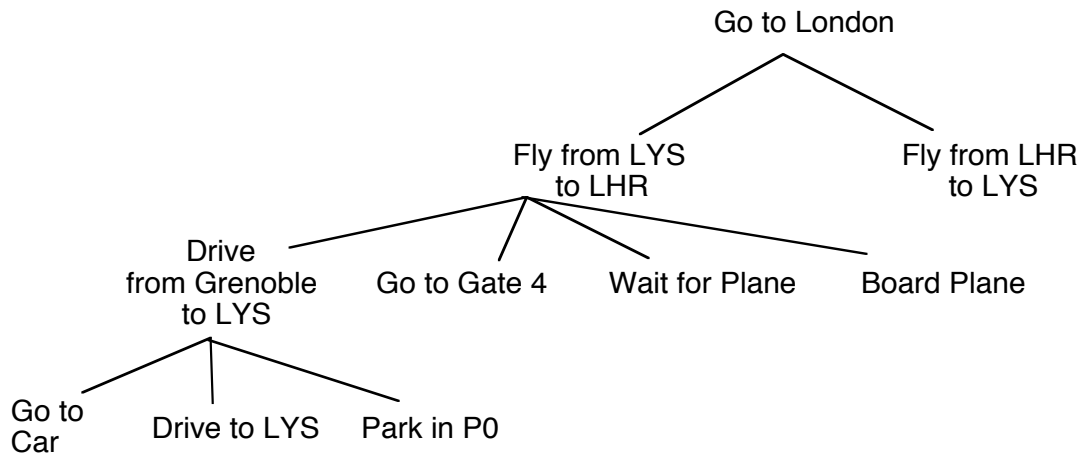 Go to London
Fly from LYS
to LHR
Fly from LHR
to LYS
Drive
from Grenoble
to LYS
Go to Gate 4
Wait for Plane
Board Plane
Go to
Car
Drive to LYS
Park in P0